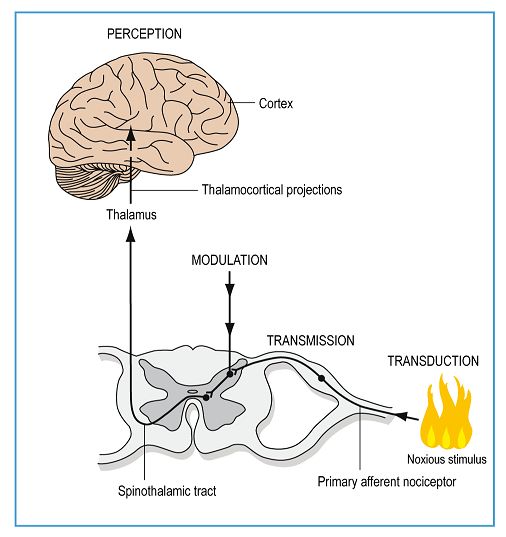 PERCEPTION
Cortex
Thalamocortical projections
Thalamus
MODULATION
TRANSMISSION
TRANSDUCTION
Noxious stimulus
Primary afferent nociceptor
Spinothalamic tract